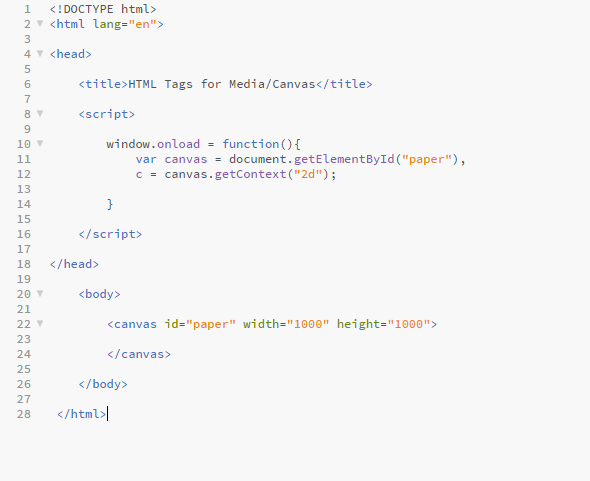 1 <!DOCTYPE html>
2 <html lang="en">
3
4 <head>
5
6 <title>HTML Tags for Media/Canvas</title>
7
8 <script>
9
10 window.onload = function(){
11 var canvas = document.getElementById("paper"),
12 c = canvas.getContext("2d");
13
14 }
15
16 </script>
17
18 </head>
19
20 <body>
21
22 <canvas id="paper" width="1000" height="1000">
23
24 </canvas>
25
26 </body>
27
28 </html>